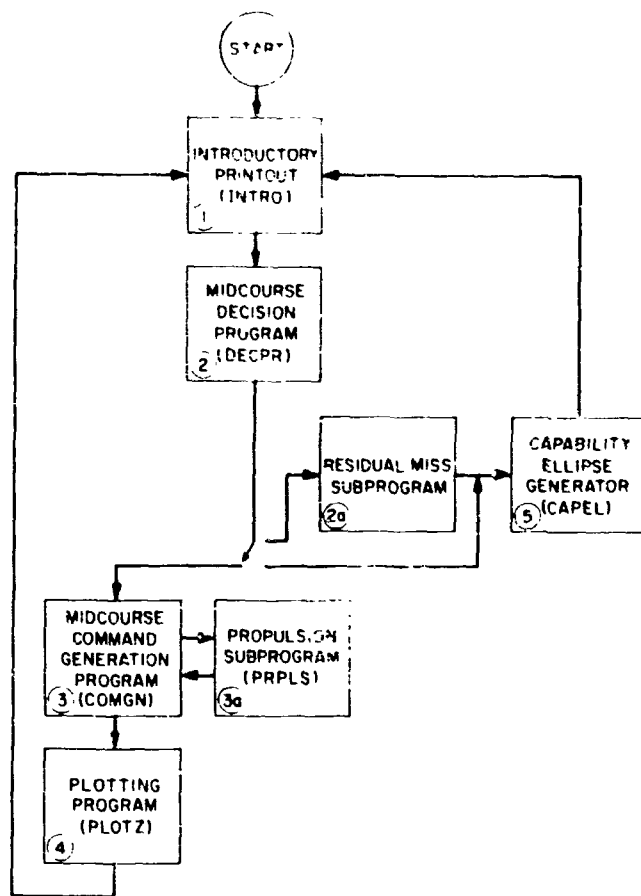 START
INTRODUCTORY
PRINTOUT
(INTRO)
1
MIDCOURSE
DECISION
PROGRAM
(DECPR)
2
RESIDUAL MISS
SUBPROGRAM
2a
CAPABILITY
ELLIPSE
GENERATOR
(CAPEL)
5
MIDCOURSE
COMMAND
GENERATION
PROGRAM
(COMGN)
3
PROPULSION
SUBPROGRAM
(PRPLS)
3a
PLOTTING
PROGRAM
(PLOTZ)
4